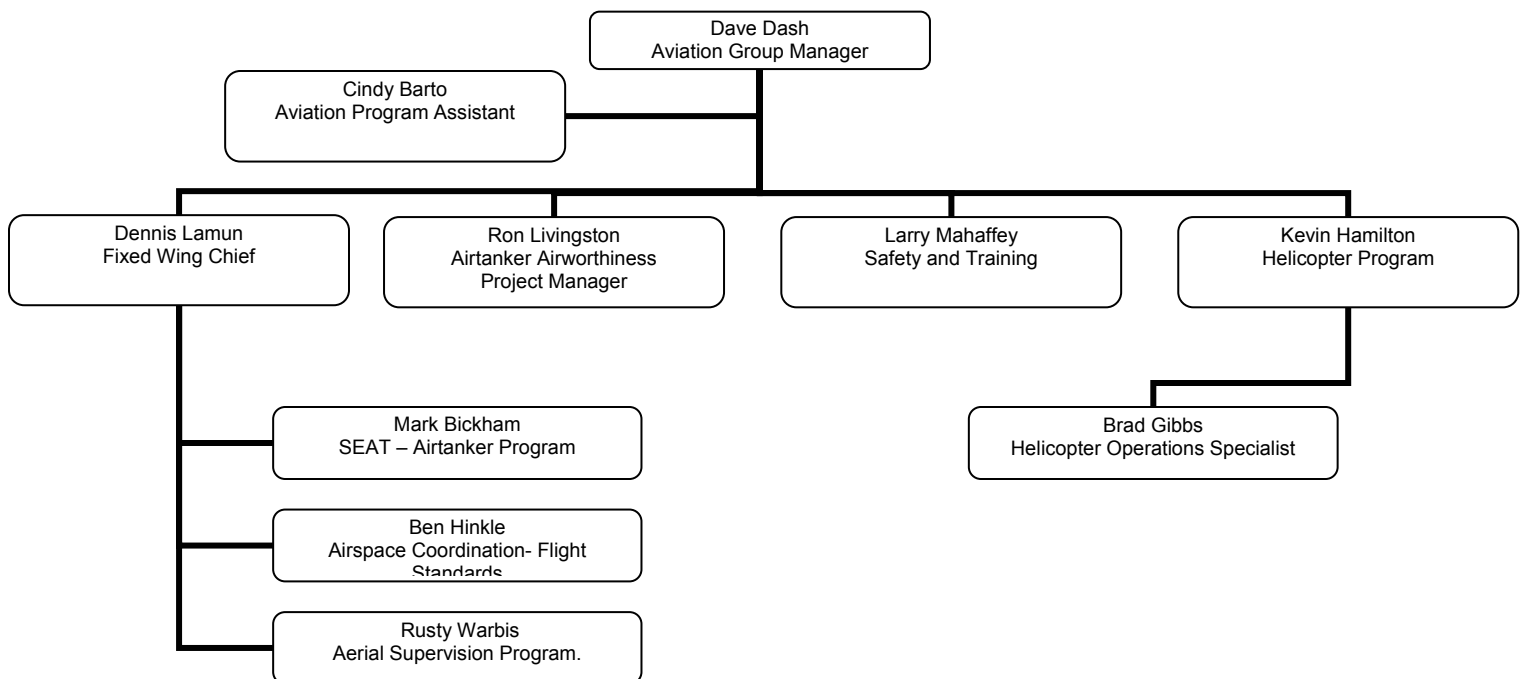 Dave Dash
Aviation Group Manager
Cindy Barto
Aviation Program Assistant
Dennis Lamun
Fixed Wing Chief
Ron Livingston
Airtanker Airworthiness
Project Manager
Larry Mahaffey
Safety and Training
Kevin Hamilton
Helicopter Program
Mark Bickham
SEAT – Airtanker Program
Brad Gibbs
Helicopter Operations Specialist
Ben Hinkle
Airspace Coordination- Flight
Standards
Rusty Warbis
Aerial Supervision Program.